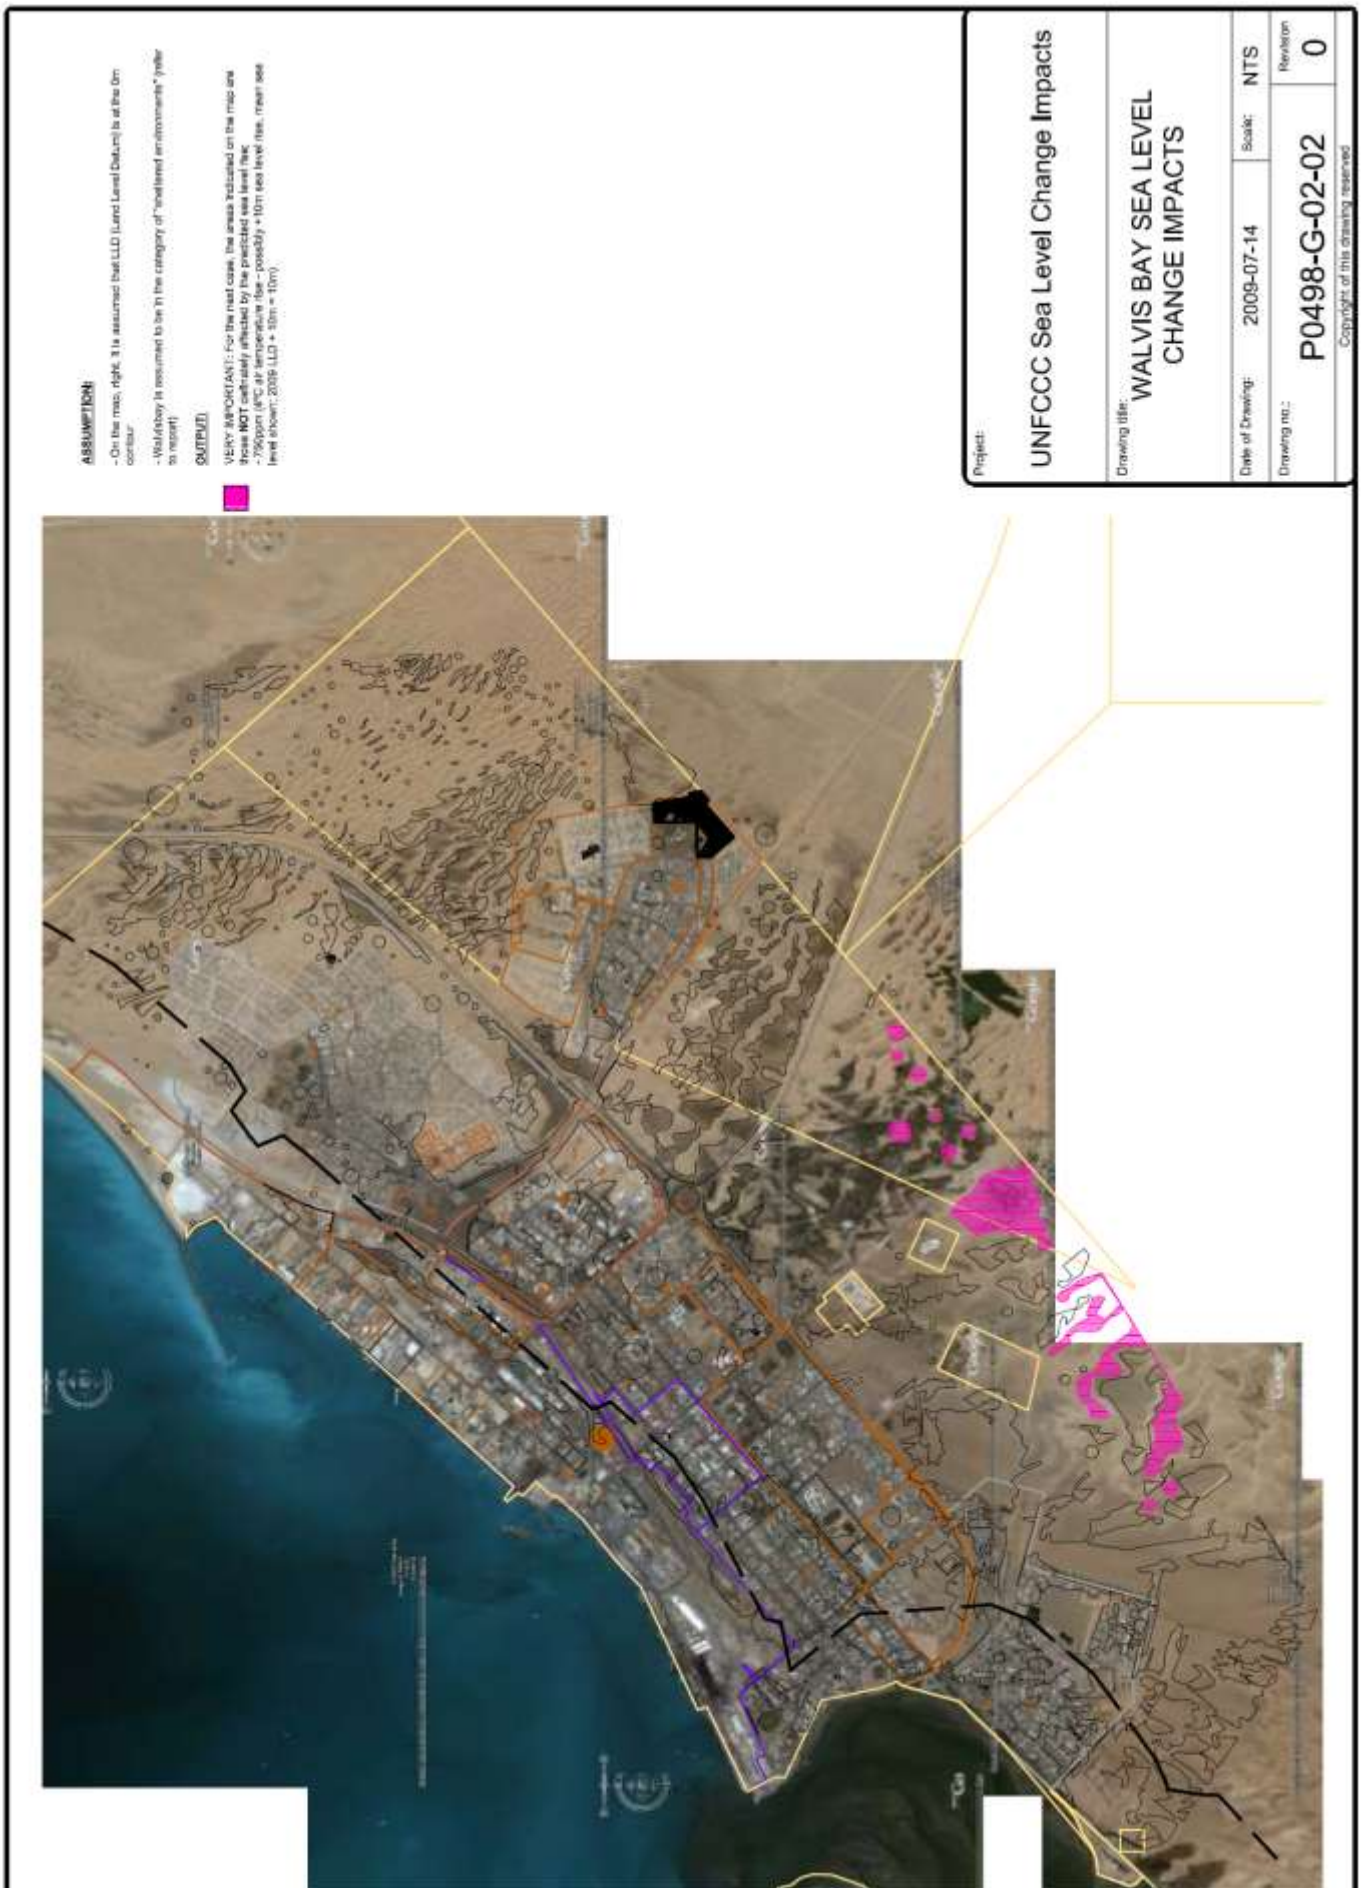 ASSUMPTION:
- On the map, right, it is assumed that LLD (Land Level Datum) is at the 0m
contour
- Walvisbay is assumed to be in the category of "sheltered environments" (refer
to report)
OUTPUT:
VERY IMPORTANT: For the next case, the areas indicated on the map are
those NOT definately affected by the predicted sea level rise;
- 750ppm (4°C air temperature rise - possibly +10m sea level rise, mean sea
level shown: 2009 LLD + 10m = 10m)
Project:
UNFCCC Sea Level Change Impacts
Drawing title:
WALVIS BAY SEA LEVEL
CHANGE IMPACTS
Date of Drawing: 2009-07-14 Scale: NTS
Drawing no.: P0498-G-02-02 Revision 0
Copyright of this drawing reserved
Google
Google
Google
Google